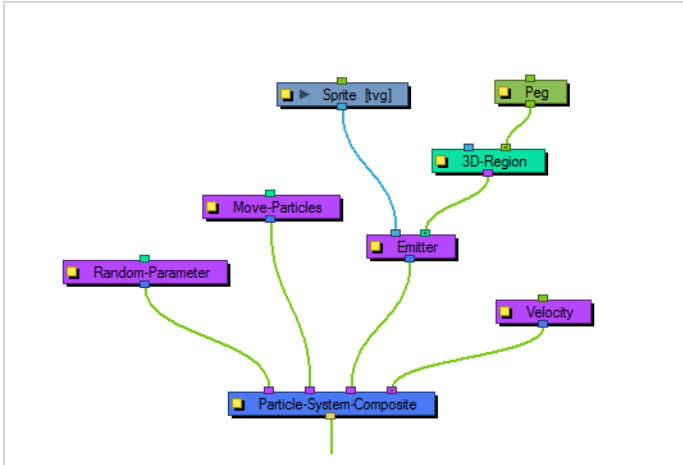 Sprite [tvg]
Peg
3D-Region
Move-Particles
Emitter
Random-Parameter
Velocity
Particle-System-Composite